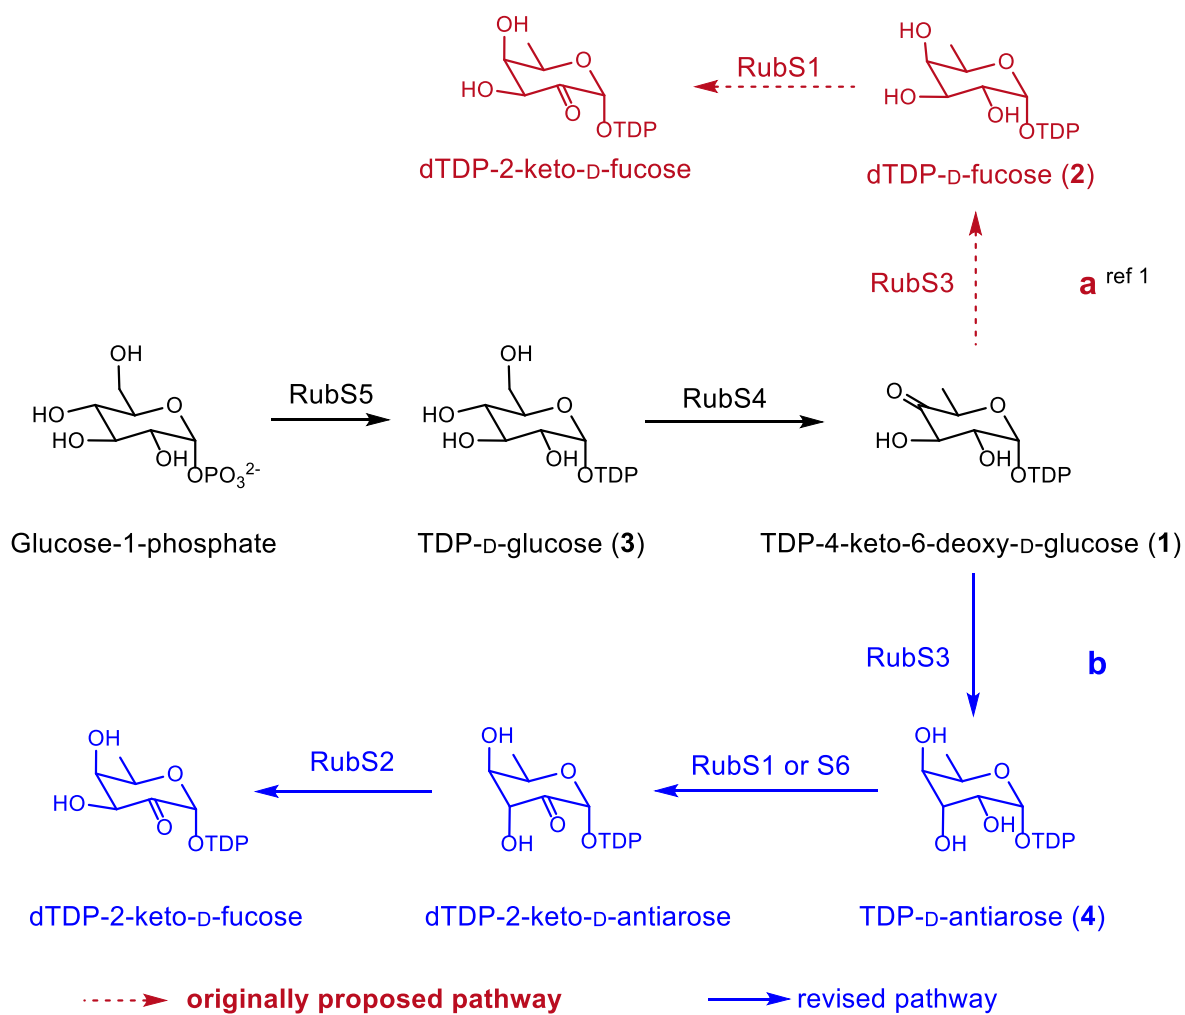 OH
O
RubS1
HO
O
HO
O
OTDP
HO
OH
OTDP
dTDP-2-keto-D-fucose
dTDP-D-fucose (2)
RubS3
a ref 1
OH
HO
O
HO
OH
OPO₃²⁻
RubS5
OH
HO
O
HO
OH
OTDP
RubS4
O
O
HO
OH
OTDP
Glucose-1-phosphate
TDP-D-glucose (3)
TDP-4-keto-6-deoxy-D-glucose (1)
RubS3
b
OH
O
HO
O
OTDP
RubS2
OH
O
O
OH
OTDP
RubS1 or S6
OH
O
OH
OH
OTDP
dTDP-2-keto-D-fucose
dTDP-2-keto-D-antiarose
TDP-D-antiarose (4)
originally proposed pathway
revised pathway